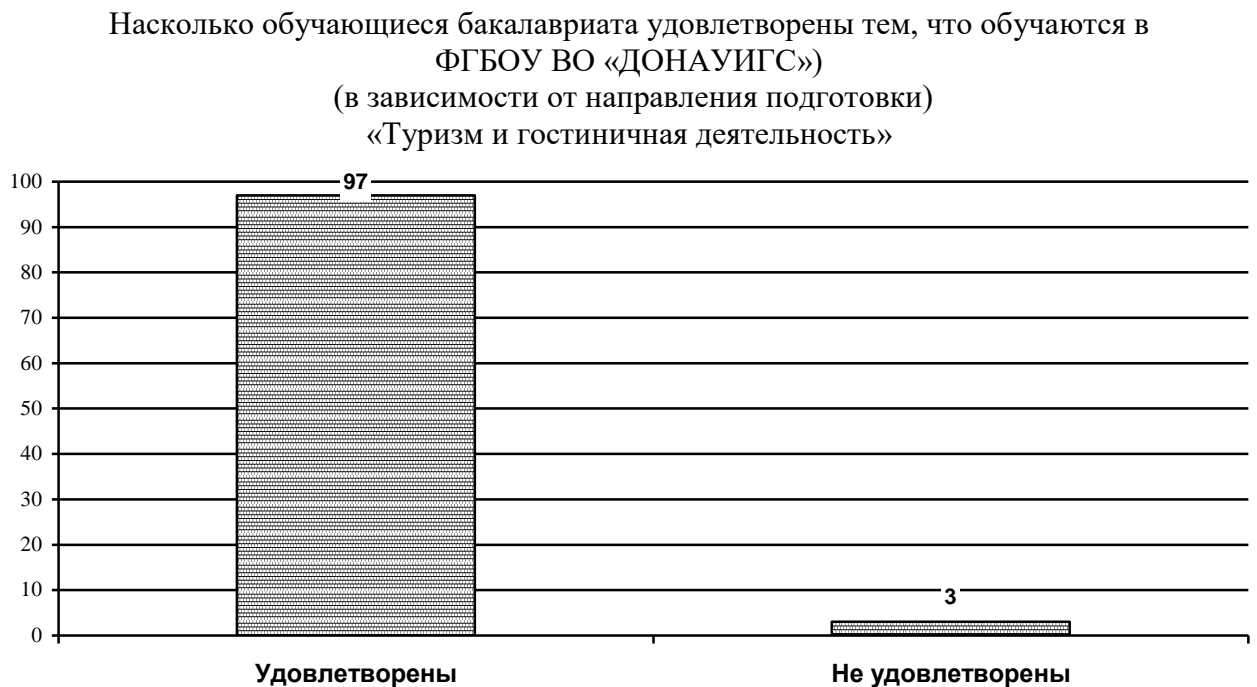 Насколько обучающиеся бакалавриата удовлетворены тем, что обучаются в
ФГБОУ ВО «ДОНАУИГС»)
(в зависимости от направления подготовки)
«Туризм и гостиничная деятельность»
100
97
90
80
70
60
50
40
30
20
10
3
0
Удовлетворены
Не удовлетворены